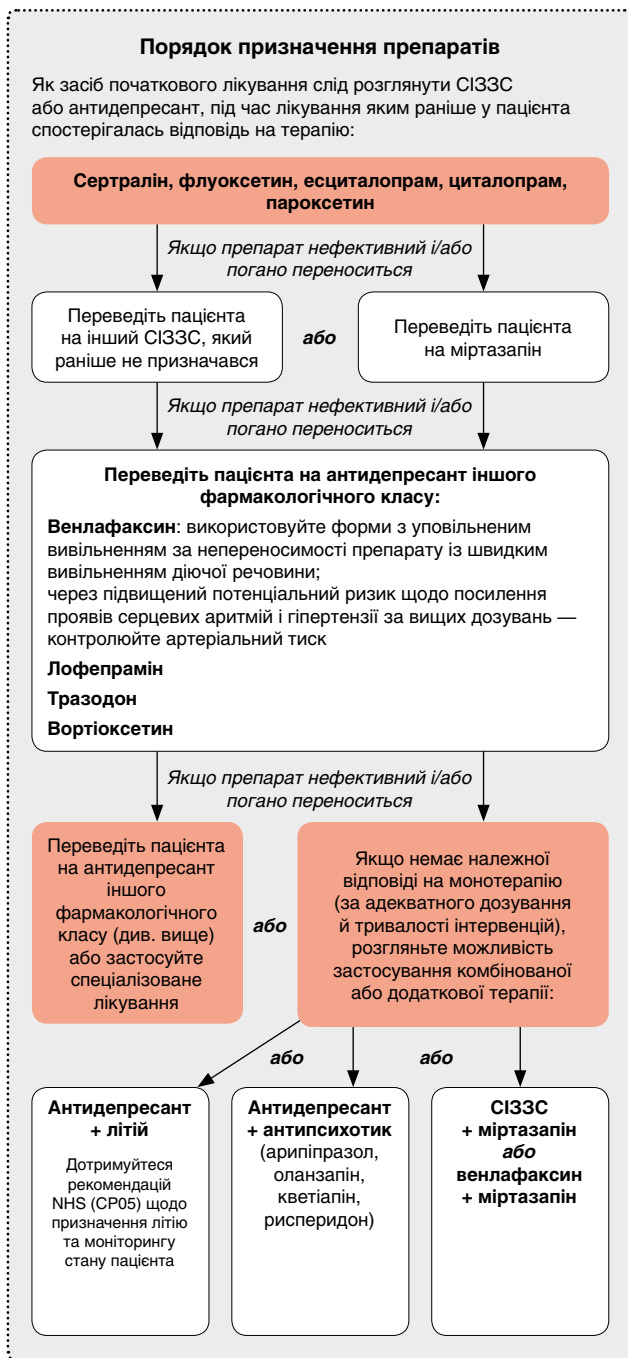 Порядок призначення препаратів
Як засіб початкового лікування слід розглянути СІЗЗС
або антидепресант, під час лікування яким раніше у пацієнта
спостерігалась відповідь на терапію:
Сертралін, флуоксетин, есциталопрам, циталопрам,
пароксетин
Якщо препарат нефективний і/або
погано переноситься
Переведіть пацієнта
на інший СІЗЗС, який
раніше не призначався
або
Переведіть пацієнта
на міртазапін
Якщо препарат нефективний і/або
погано переноситься
Переведіть пацієнта на антидепресант іншого
фармакологічного класу:
Венлафаксин: використовуйте форми з уповільненим
вивільненням за непереносимості препарату із швидким
вивільненням діючої речовини;
через підвищений потенціальний ризик щодо посилення
проявів серцевих аритмій і гіпертензії за вищих дозувань —
контролюйте артеріальний тиск
Лофепрамін
Тразодон
Вортіоксетин
Якщо препарат нефективний і/або
погано переноситься
Переведіть пацієнта
на антидепресант
іншого
фармакологічного
класу (див. вище)
або застосуйте
спеціалізоване
лікування
або
Якщо немає належної
відповіді на монотерапію
(за адекватного дозування
й тривалості інтервенцій),
розгляньте можливість
застосування комбінованої
або додаткової терапії:
або
або
Антидепресант
+ літій
Дотримуйтеся
рекомендацій
NHS (CP05) щодо
призначення літію
та моніторингу
стану пацієнта
Антидепресант
+ антипсихотик
(арипіпразол,
оланзапін,
кветіапін,
рисперидон)
СІЗЗС
+ міртазапін
або
венлафаксин
+ міртазапін